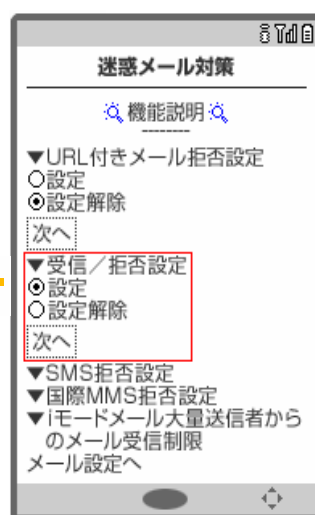 迷惑メール対策
機能説明
▼URL付きメール拒否設定
○設定
◉設定解除
次へ
▼受信／拒否設定
◉設定
○設定解除
次へ
▼SMS拒否設定
▼国際MMS拒否設定
▼iモードメール大量送信者から
のメール受信制限
メール設定へ